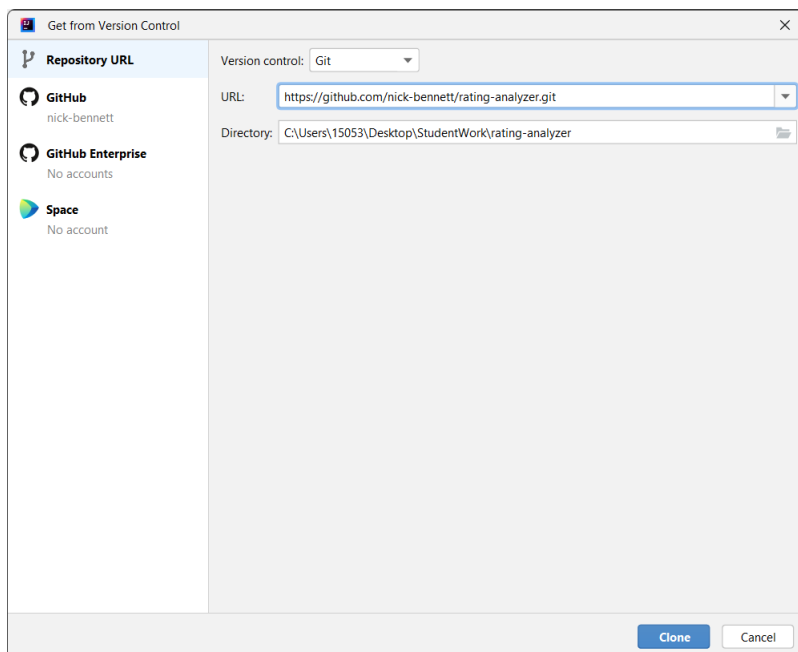 Get from Version Control
Repository URL
GitHub
nick-bennett
GitHub Enterprise
No accounts
Space
No account
Version control: Git
URL: https://github.com/nick-bennett/rating-analyzer.git
Directory: C:\Users\15053\Desktop\StudentWork\rating-analyzer
Clone Cancel